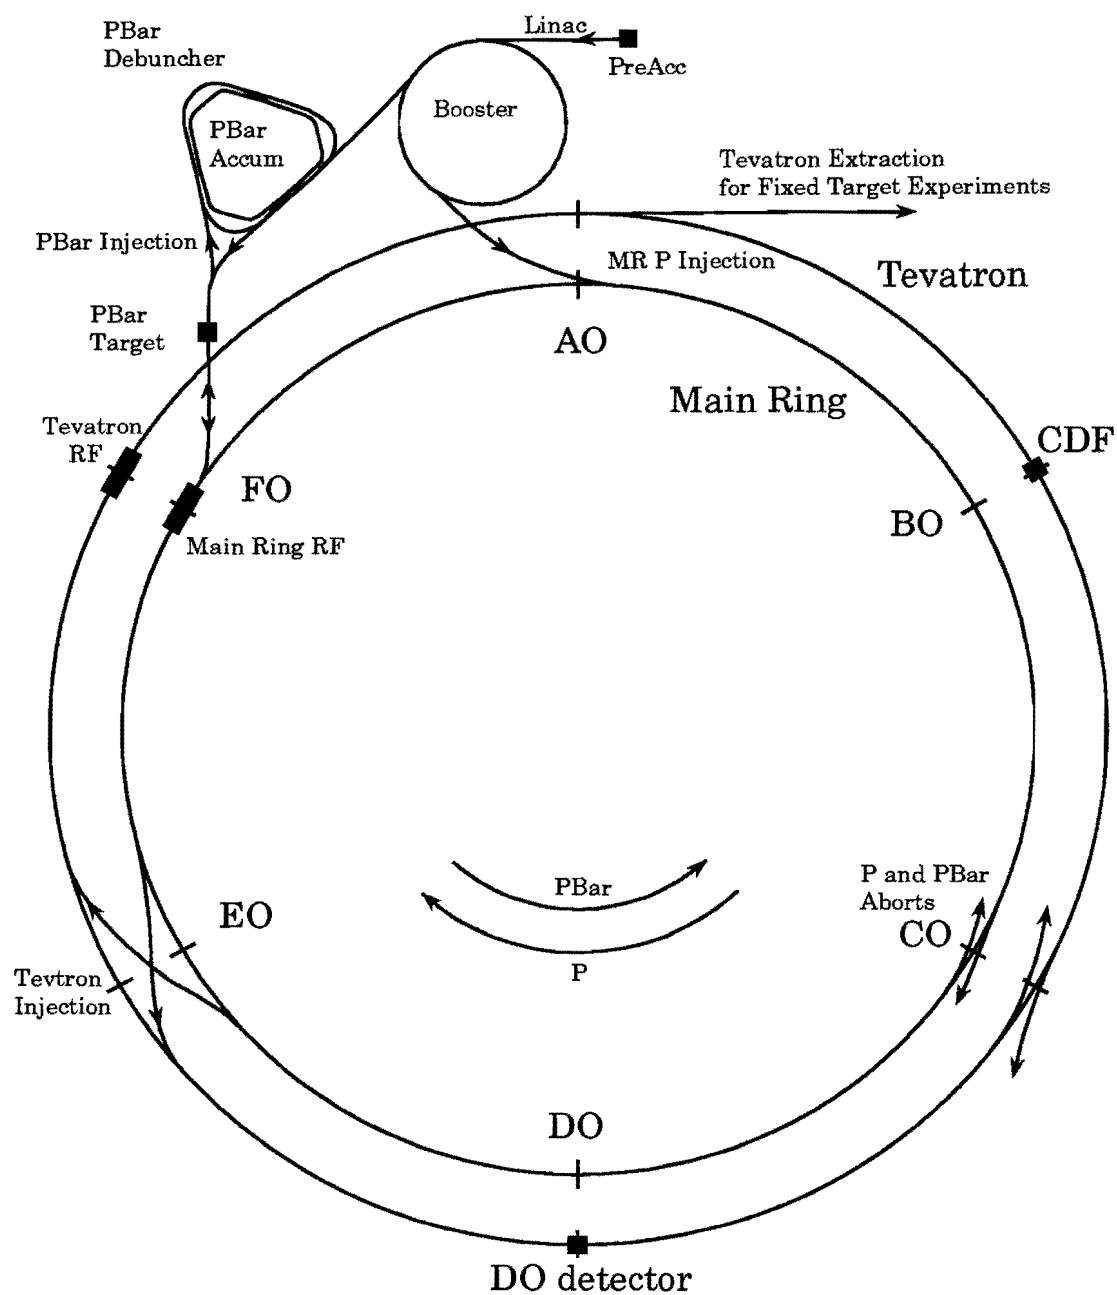 PBar
Debuncher
Linac
PreAcc
Booster
PBar
Accum
Tevatron Extraction
for Fixed Target Experiments
PBar Injection
MR P Injection
Tevatron
PBar
Target
AO
Main Ring
Tevatron
RF
CDF
FO
BO
Main Ring RF
P and PBar
Aborts
PBar
EO
CO
P
Tevtron
Injection
DO
DO detector